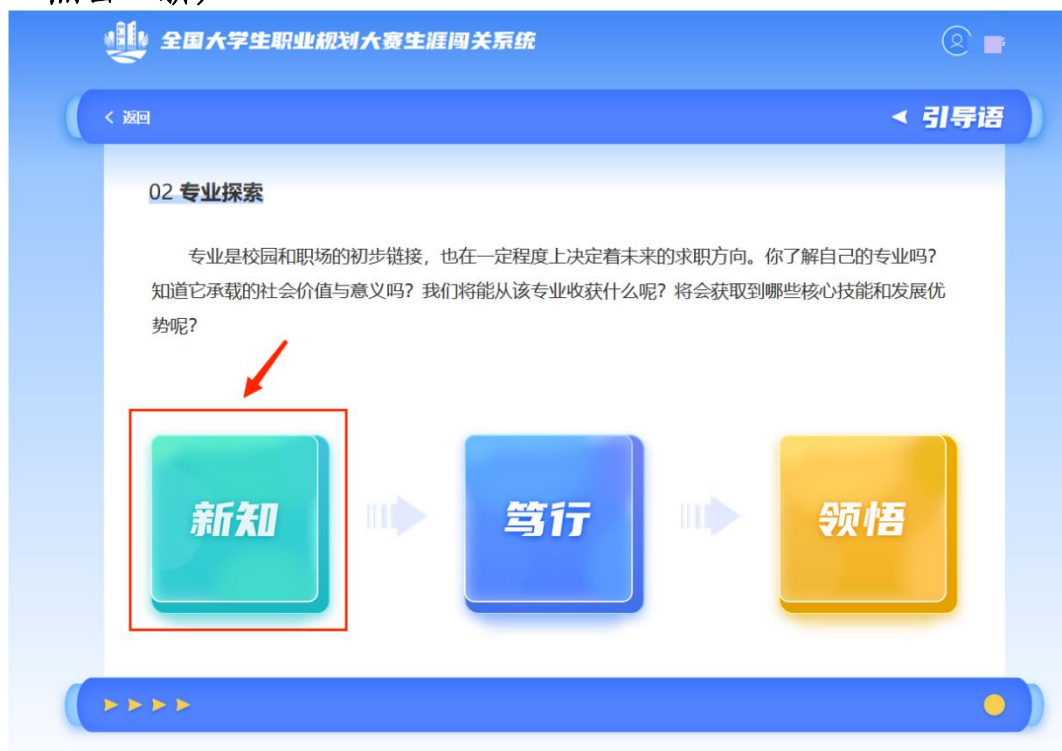 全国大学生职业规划大赛生涯闯关系统
< 返回
引导语
02 专业探索
专业是校园和职场的初步链接，也在一定程度上决定着未来的求职方向。你了解自己的专业吗？
知道它承载的社会价值与意义吗？我们将能从该专业收获什么呢？将会获取到哪些核心技能和发展优
势呢？
新知
笃行
领悟